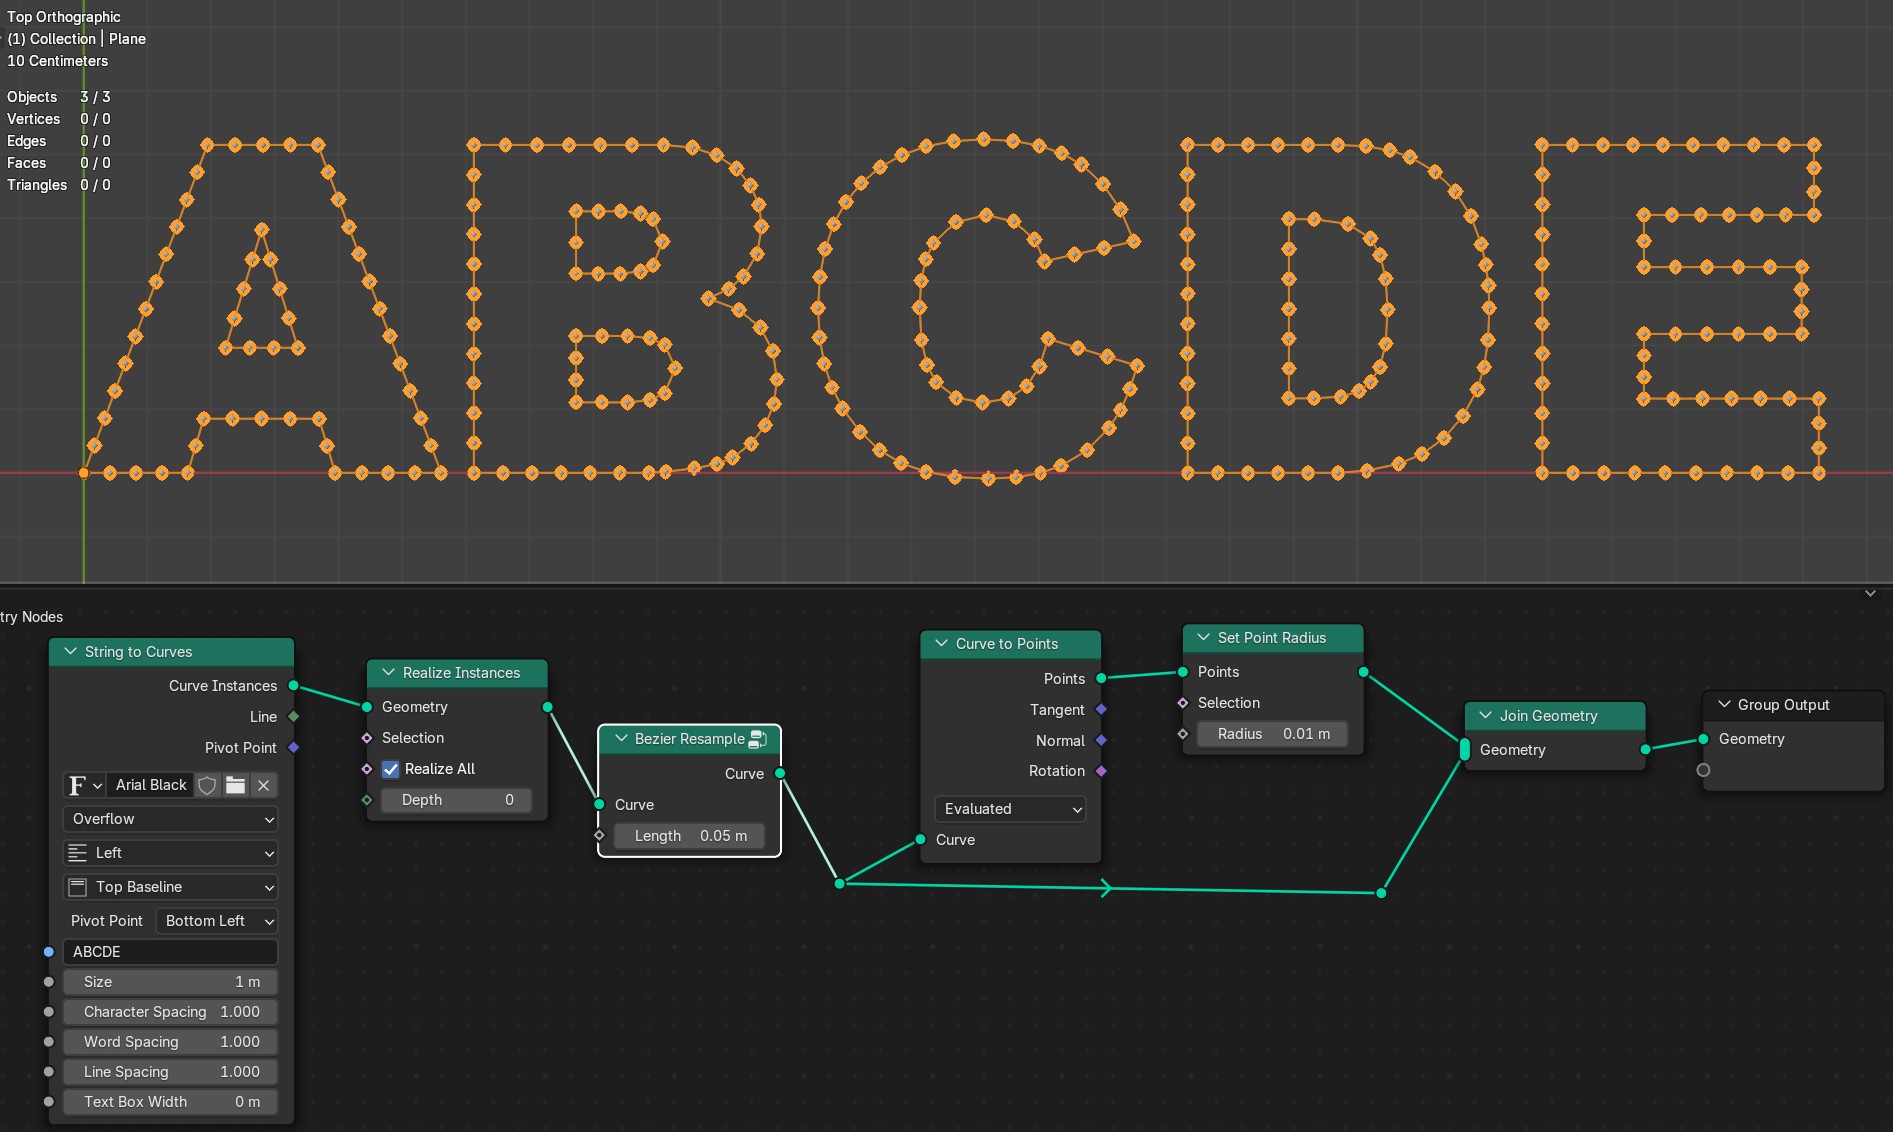 Top Orthographic
(1) Collection | Plane
10 Centimeters
Objects 3 / 3
Vertices 0 / 0
Edges 0 / 0
Faces 0 / 0
Triangles 0 / 0
ABCDE
try Nodes
String to Curves
Curve Instances
Line
Pivot Point
F Arial Black
Overflow
Left
Top Baseline
Pivot Point Bottom Left
ABCDE
Size 1 m
Character Spacing 1.000
Word Spacing 1.000
Line Spacing 1.000
Text Box Width 0 m
Realize Instances
Geometry
Selection
Realize All
Depth 0
Bezier Resample
Curve
Curve
Length 0.05 m
Curve to Points
Points
Tangent
Normal
Rotation
Evaluated
Curve
Set Point Radius
Points
Selection
Radius 0.01 m
Join Geometry
Geometry
Group Output
Geometry